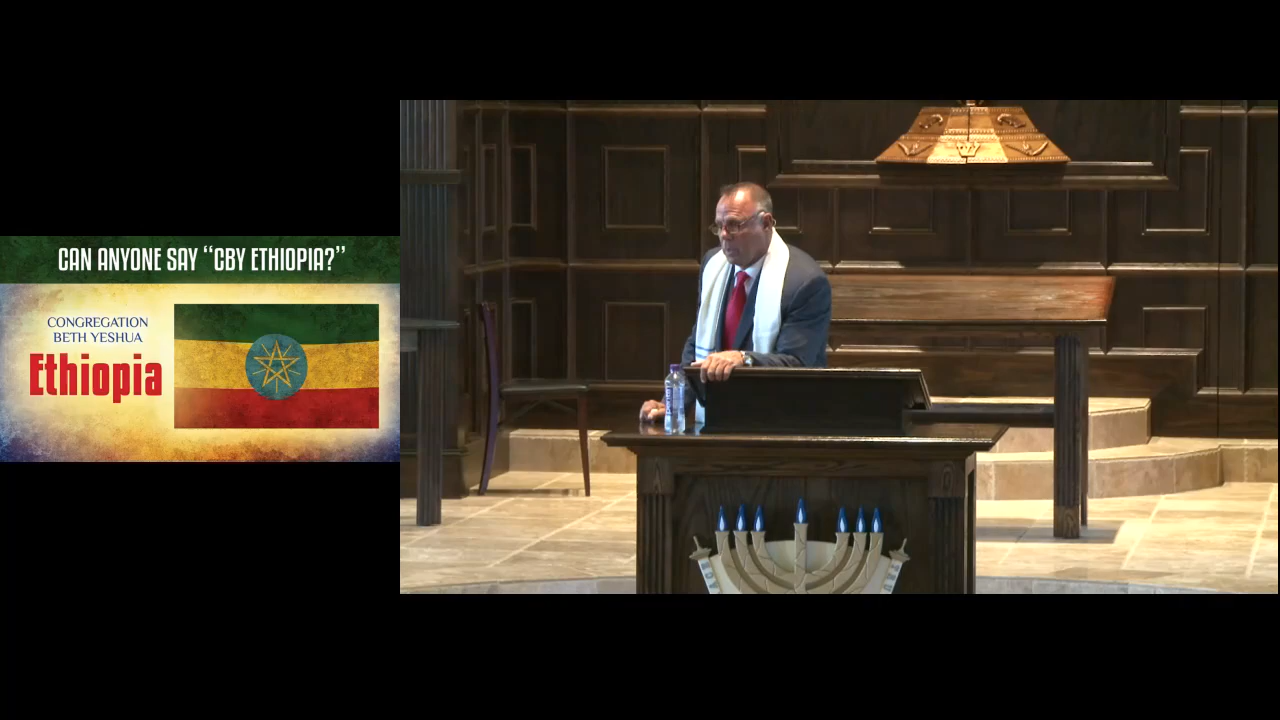 CAN ANYONE SAY “CBY ETHIOPIA?”
CONGREGATION
BETH YESHUA
Ethiopia